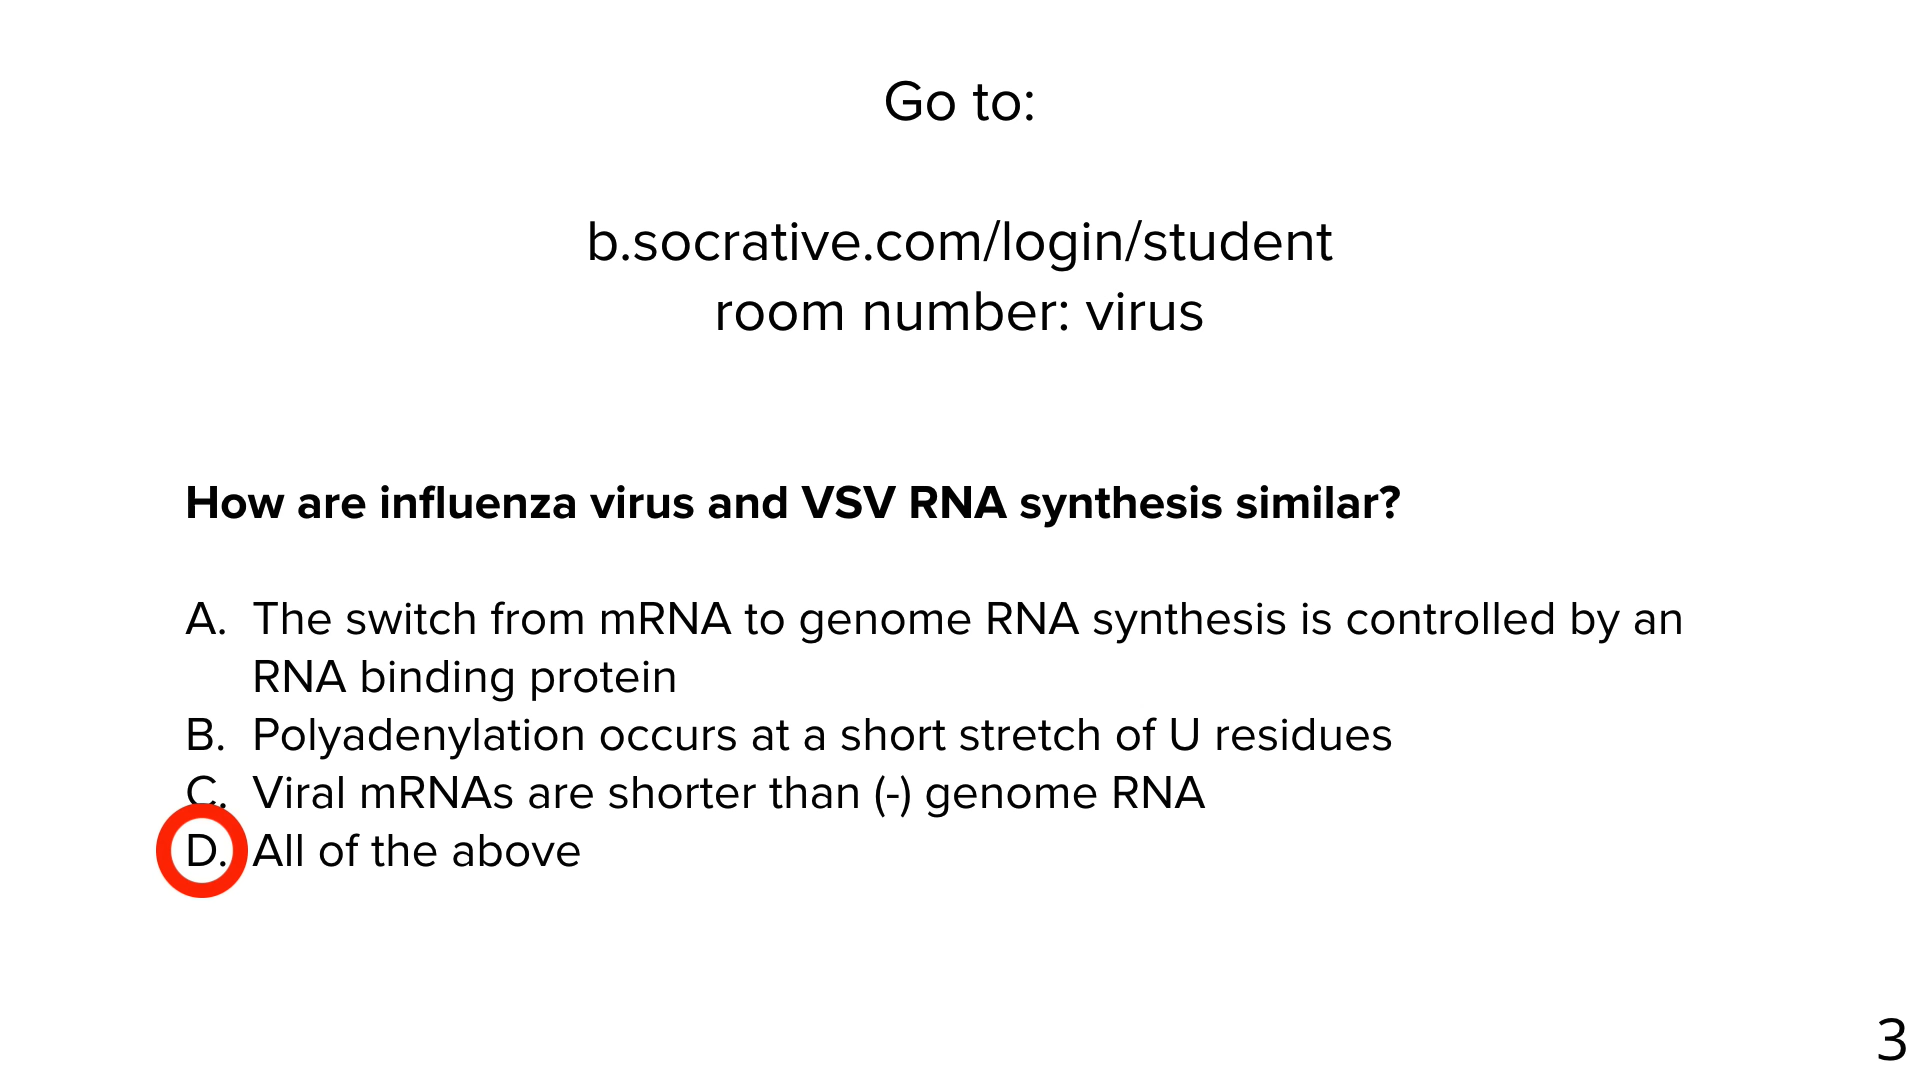 Go to:
b.socrative.com/login/student
room number: virus
How are influenza virus and VSV RNA synthesis similar?
A. The switch from mRNA to genome RNA synthesis is controlled by an
RNA binding protein
B. Polyadenylation occurs at a short stretch of U residues
C. Viral mRNAs are shorter than (-) genome RNA
D. All of the above
3